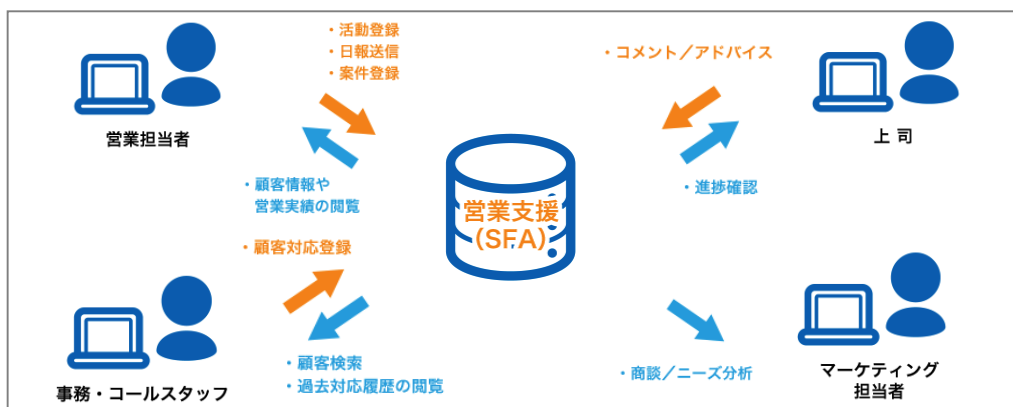 ・活動登録
・日報送信
・案件登録
営業担当者
・顧客情報や
営業実績の閲覧
・コメント／アドバイス
上 司
・進捗確認
営業支援
(SFA)
・顧客対応登録
事務・コールスタッフ
・顧客検索
・過去対応履歴の閲覧
・商談／ニーズ分析
マーケティング
担当者